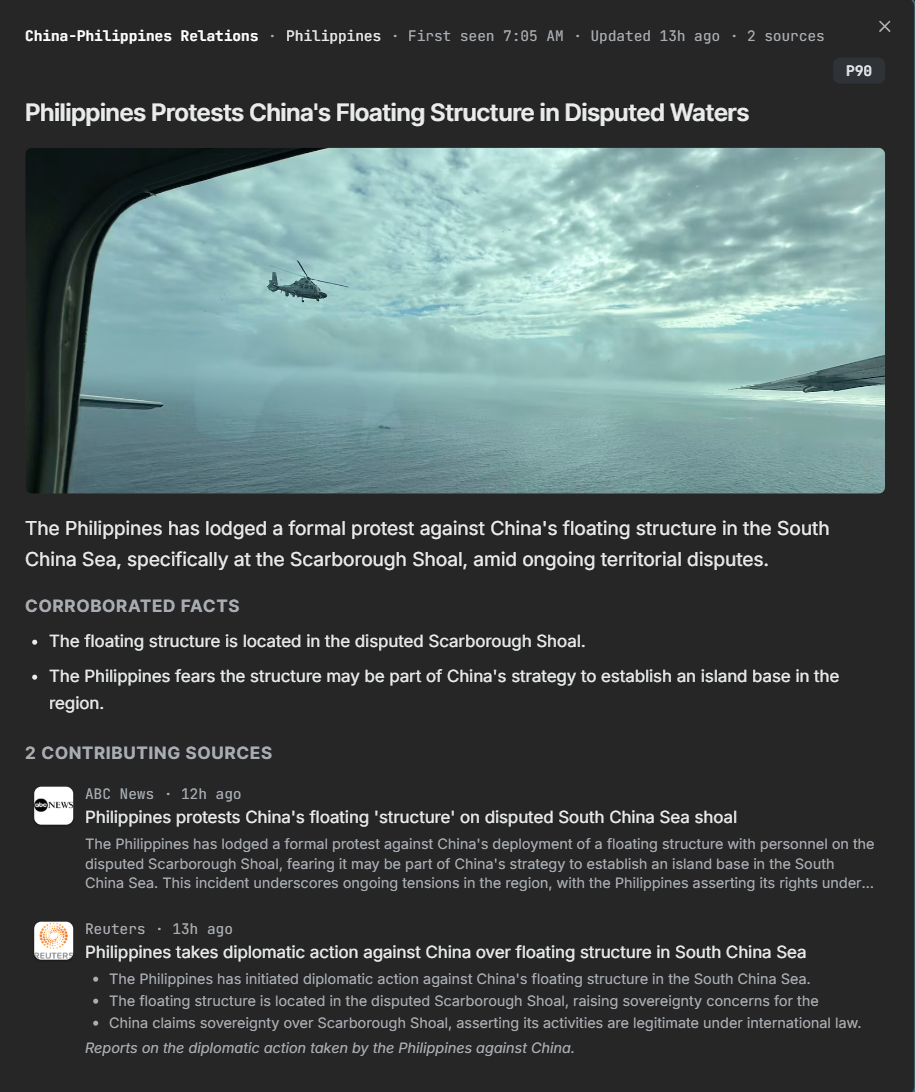 China-Philippines Relations · Philippines · First seen 7:05 AM · Updated 13h ago · 2 sources
P90
Philippines Protests China's Floating Structure in Disputed Waters
The Philippines has lodged a formal protest against China's floating structure in the South
China Sea, specifically at the Scarborough Shoal, amid ongoing territorial disputes.
CORROBORATED FACTS
• The floating structure is located in the disputed Scarborough Shoal.
• The Philippines fears the structure may be part of China's strategy to establish an island base in the
region.
2 CONTRIBUTING SOURCES
abc NEWS
ABC News · 12h ago
Philippines protests China's floating 'structure' on disputed South China Sea shoal
The Philippines has lodged a formal protest against China's deployment of a floating structure with personnel on the
disputed Scarborough Shoal, fearing it may be part of China's strategy to establish an island base in the South
China Sea. This incident underscores ongoing tensions in the region, with the Philippines asserting its rights under...
REUTERS
Reuters · 13h ago
Philippines takes diplomatic action against China over floating structure in South China Sea
• The Philippines has initiated diplomatic action against China's floating structure in the South China Sea.
• The floating structure is located in the disputed Scarborough Shoal, raising sovereignty concerns for the
• China claims sovereignty over Scarborough Shoal, asserting its activities are legitimate under international law.
Reports on the diplomatic action taken by the Philippines against China.